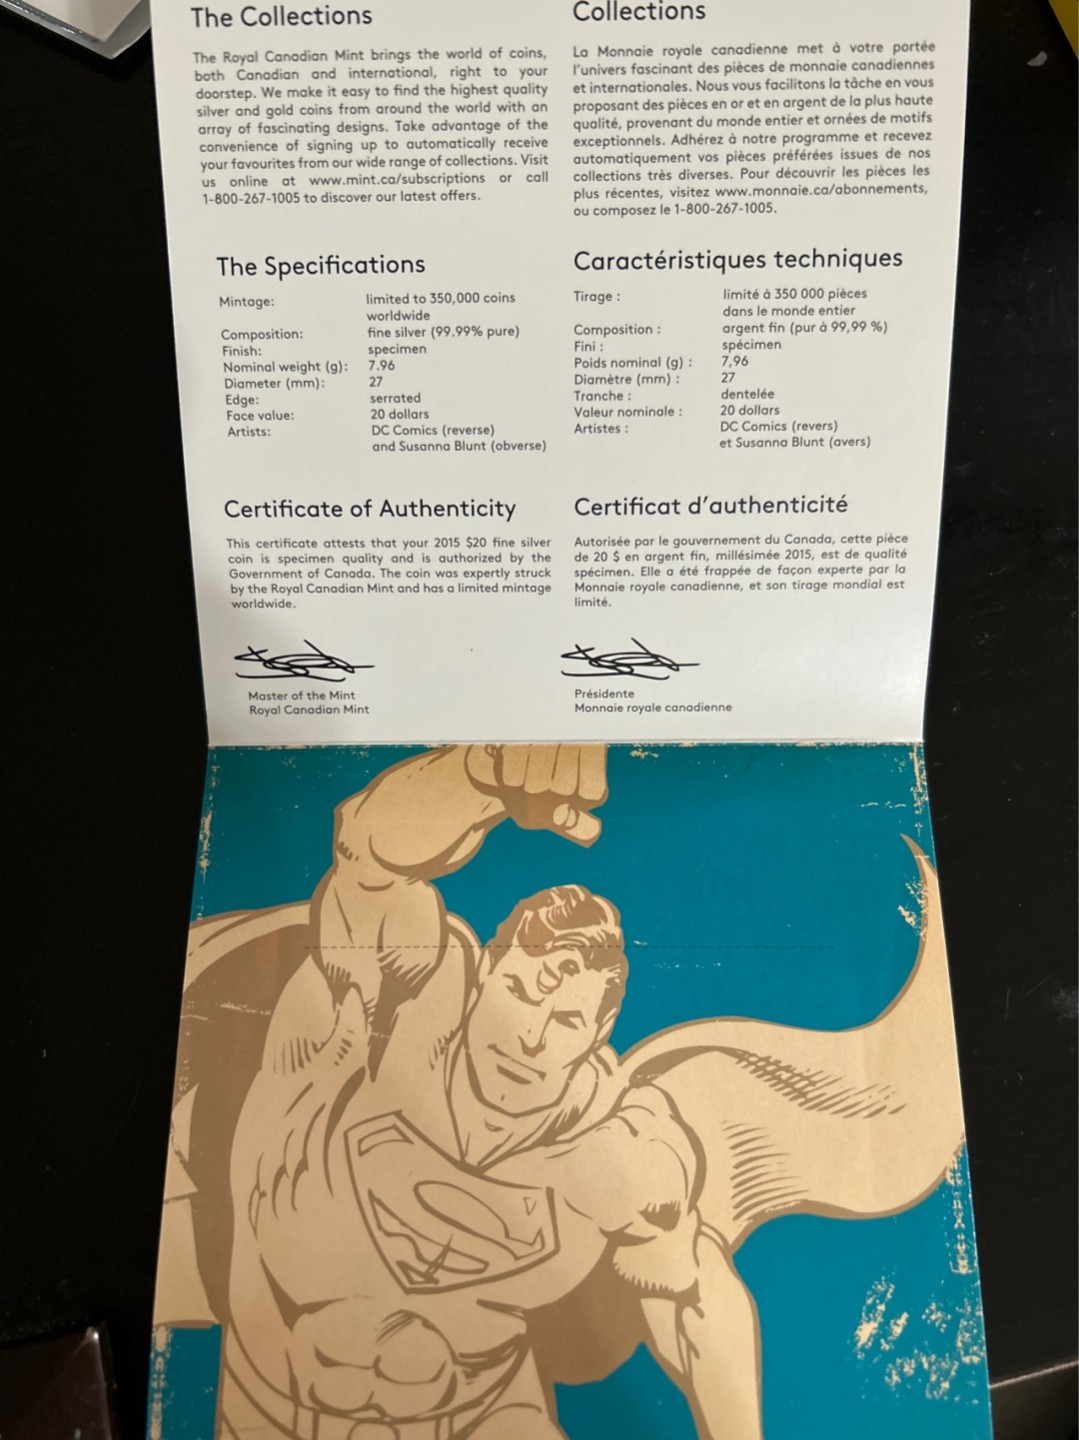 The Collections
The Royal Canadian Mint brings the world of coins,
both Canadian and international, right to your
doorstep. We make it easy to find the highest quality
silver and gold coins from around the world with an
array of fascinating designs. Take advantage of the
convenience of signing up to automatically receive
your favourites from our wide range of collections. Visit
us online at www.mint.ca/subscriptions or call
1-800-267-1005 to discover our latest offers.
Collections
La Monnaie royale canadienne met à votre portée
l'univers fascinant des pièces de monnaie canadiennes
et internationales. Nous vous facilitons la tâche en vous
proposant des pièces en or et en argent de la plus haute
qualité, provenant du monde entier et ornées de motifs
exceptionnels. Adhérez à notre programme et recevez
automatiquement vos pièces préférées issues de nos
collections très diverses. Pour découvrir les pièces les
plus récentes, visitez www.monnaie.ca/abonnements,
ou composez le 1-800-267-1005.
The Specifications
Mintage: limited to 350,000 coins
worldwide
Composition: fine silver (99.99% pure)
Finish: specimen
Nominal weight (g): 7.96
Diameter (mm): 27
Edge: serrated
Face value: 20 dollars
Artists: DC Comics (reverse)
and Susanna Blunt (obverse)
Caractéristiques techniques
Tirage : limité à 350 000 pièces
dans le monde entier
Composition : argent fin (pur à 99,99 %)
Fini : spécimen
Poids nominal (g) : 7,96
Diamètre (mm) : 27
Tranche : dentelée
Valeur nominale : 20 dollars
Artistes : DC Comics (revers)
et Susanna Blunt (avers)
Certificate of Authenticity
This certificate attests that your 2015 $20 fine silver
coin is specimen quality and is authorized by the
Government of Canada. The coin was expertly struck
by the Royal Canadian Mint and has a limited mintage
worldwide.
Master of the Mint
Royal Canadian Mint
Certificat d'authenticité
Autorisée par le gouvernement du Canada, cette pièce
de 20 $ en argent fin, millésimée 2015, est de qualité
spécimen. Elle a été frappée de façon experte par la
Monnaie royale canadienne, et son tirage mondial est
limité.
Présidente
Monnaie royale canadienne
S